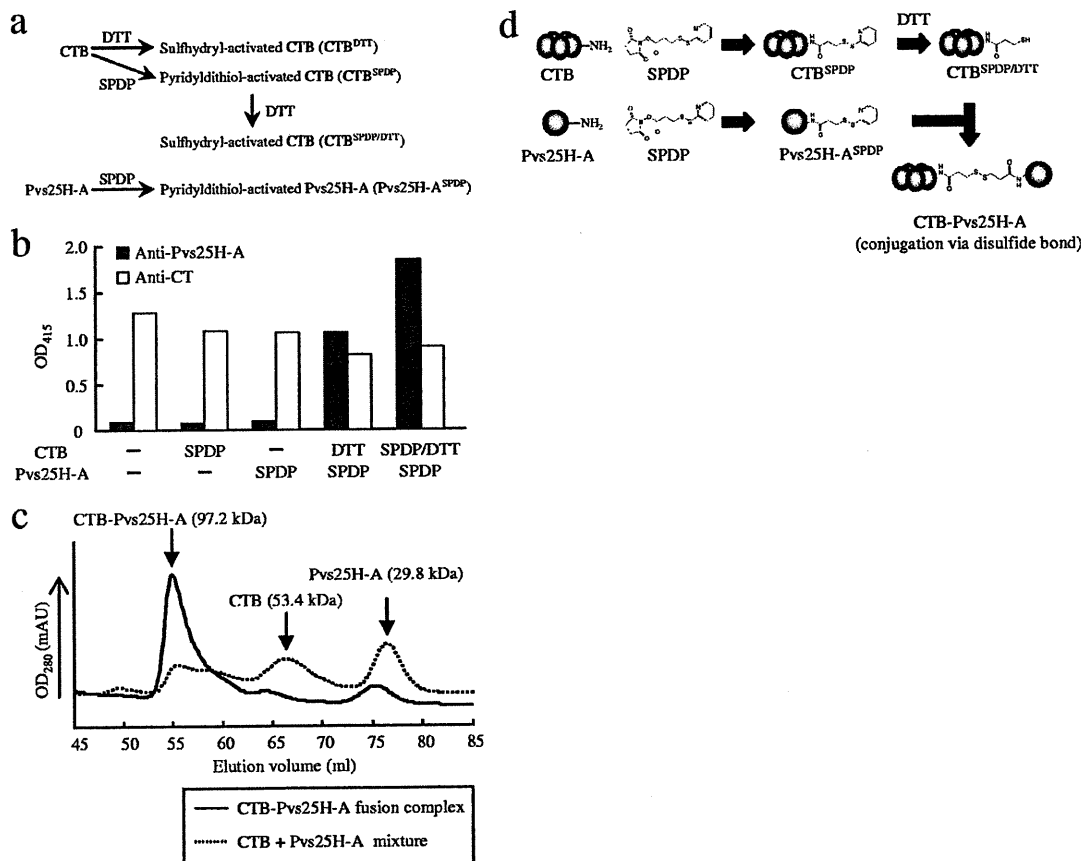 a
CTB
DTT
Sulfhydryl-activated CTB (CTB^DTT)
SPDP
Pyridyldithiol-activated CTB (CTB^SPDP)
DTT
Sulfhydryl-activated CTB (CTB^SPDP/DTT)
Pvs25H-A
SPDP
Pyridyldithiol-activated Pvs25H-A (Pvs25H-A^SPDP)
b
Anti-Pvs25H-A
Anti-CT
OD415
2.0
1.5
1.0
0.5
0
CTB – SPDP – DTT SPDP/DTT
Pvs25H-A – – SPDP SPDP SPDP
c
CTB-Pvs25H-A (97.2 kDa)
CTB (53.4 kDa)
Pvs25H-A (29.8 kDa)
OD280 (mAU)
45 50 55 60 65 70 75 80 85
Elution volume (ml)
CTB-Pvs25H-A fusion complex
CTB + Pvs25H-A mixture
d
NH2
CTB
SPDP
CTB^SPDP
DTT
SH
CTB^SPDP/DTT
NH2
Pvs25H-A
SPDP
Pvs25H-A^SPDP
CTB-Pvs25H-A
(conjugation via disulfide bond)